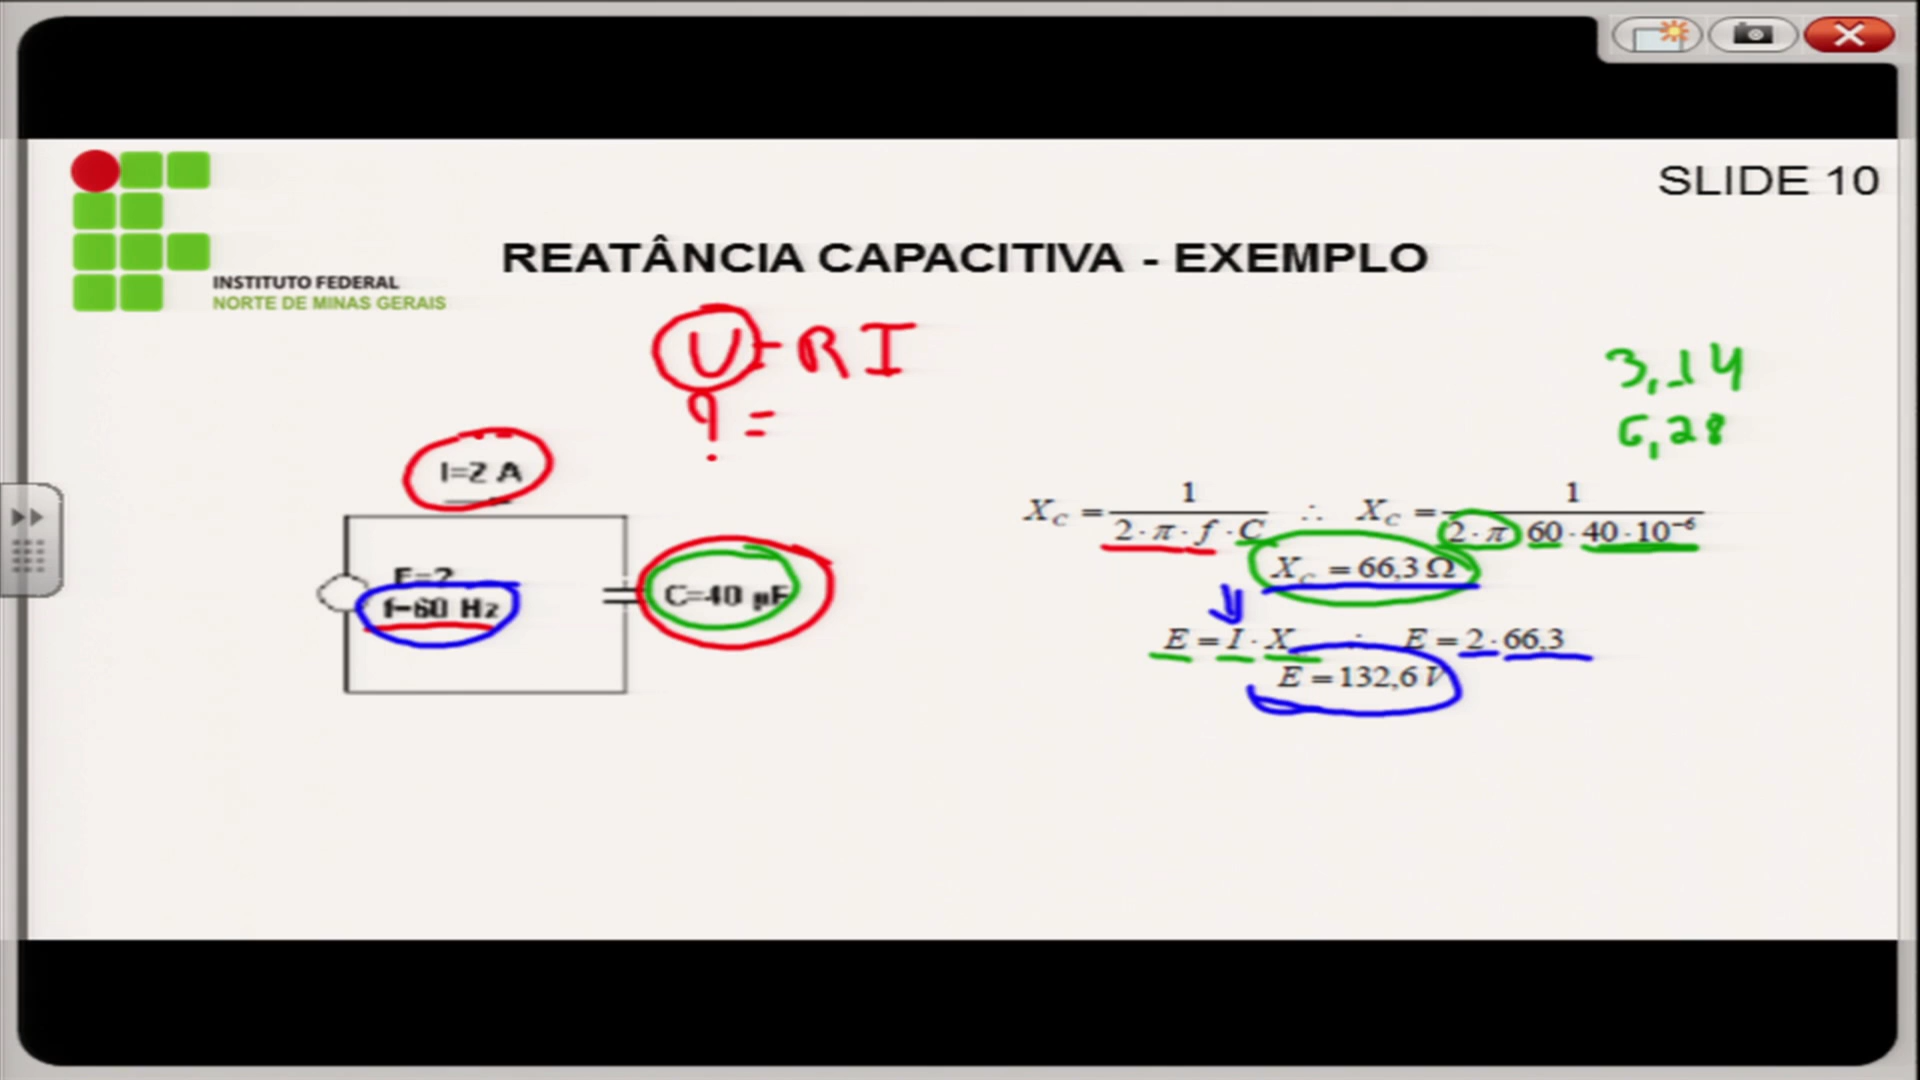 SLIDE 10
REATÂNCIA CAPACITIVA - EXEMPLO
INSTITUTO FEDERAL
NORTE DE MINAS GERAIS
U = R I
? =
3,14
6,28
I=2 A
E=?
f=60 Hz
C=40 µF
X_C = 1 / (2 · π · f · C) ∴ X_C = 1 / (2 · π · 60 · 40 · 10⁻⁶)
X_C = 66,3 Ω
E = I · X ∴ E = 2 · 66,3
E = 132,6 V